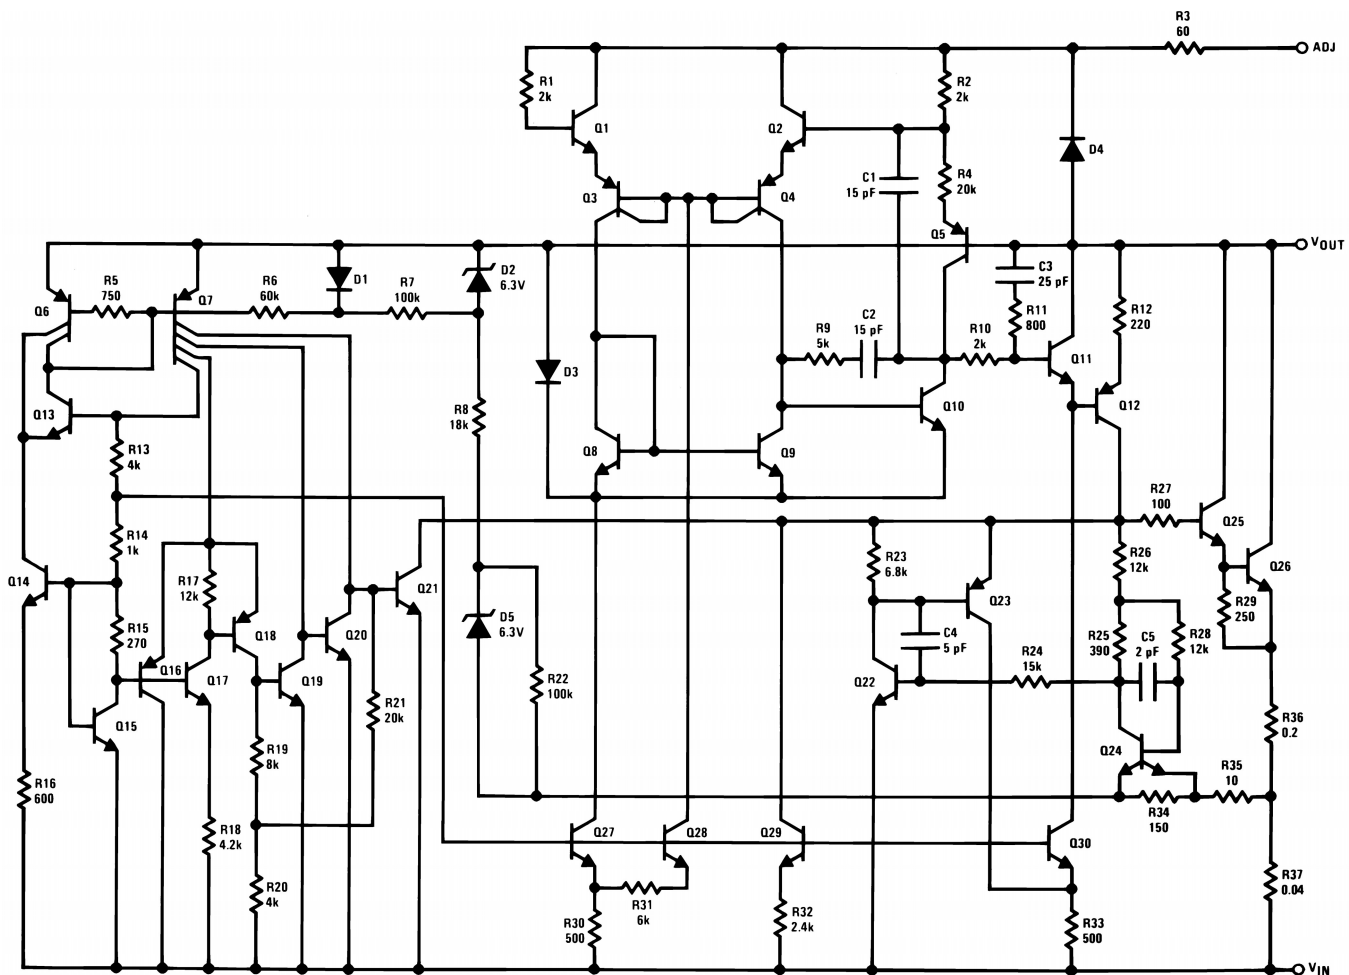 R3
60
ADJ
R1
2k
R2
2k
Q1
Q2
D4
C1
15 pF
R4
20k
Q3
Q4
Q5
VOUT
R5
750
Q6
Q7
R6
60k
D1
R7
100k
D2
6.3V
C3
25 pF
R11
800
R12
220
R9
5k
C2
15 pF
R10
2k
Q11
D3
Q12
Q13
R8
18k
Q10
R13
4k
Q8
Q9
R27
100
Q25
R14
1k
R23
6.8k
R26
12k
Q14
Q21
Q26
R17
12k
Q23
R29
250
R15
270
D5
6.3V
Q18
Q20
C4
5 pF
R25
390
C5
2 pF
R28
12k
R24
15k
Q16
Q17
Q19
R22
100k
Q22
R21
20k
Q15
R36
0.2
R19
8k
Q24
R35
10
R16
600
R34
150
R18
4.2k
Q27
Q28
Q29
Q30
R20
4k
R31
6k
R37
0.04
R30
500
R32
2.4k
R33
500
VIN